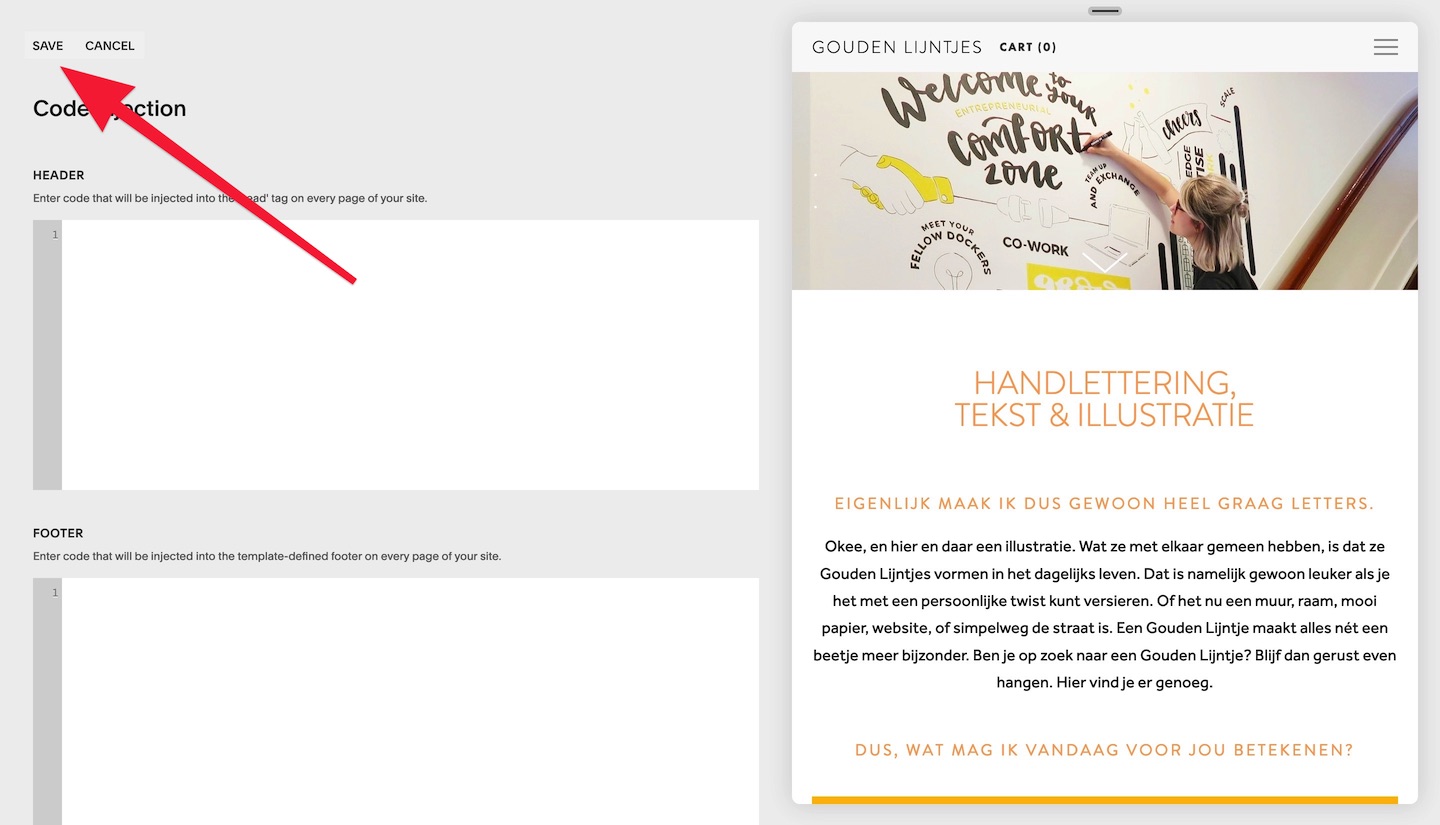 SAVE CANCEL
Code
ction
HEADER
Enter code that will be injected into the
ad' tag on every page of your site.
1
FOOTER
Enter code that will be injected into the template-defined footer on every page of your site.
1
GOUDEN LIJNTJES CART (0)
Welcome to your
ENTREPRENEURIAL
COMFORT
zone
cheers
SCALE
TEAM UP
AND EXCHANGE
MEET YOUR
FELLOW DOCKERS
CO-WORK
HANDLETTERING,
TEKST & ILLUSTRATIE
EIGENLIJK MAAK IK DUS GEWOON HEEL GRAAG LETTERS.
Okee, en hier en daar een illustratie. Wat ze met elkaar gemeen hebben, is dat ze
Gouden Lijntjes vormen in het dagelijks leven. Dat is namelijk gewoon leuker als je
het met een persoonlijke twist kunt versieren. Of het nu een muur, raam, mooi
papier, website, of simpelweg de straat is. Een Gouden Lijntje maakt alles nét een
beetje meer bijzonder. Ben je op zoek naar een Gouden Lijntje? Blijf dan gerust even
hangen. Hier vind je er genoeg.
DUS, WAT MAG IK VANDAAG VOOR JOU BETEKENEN?